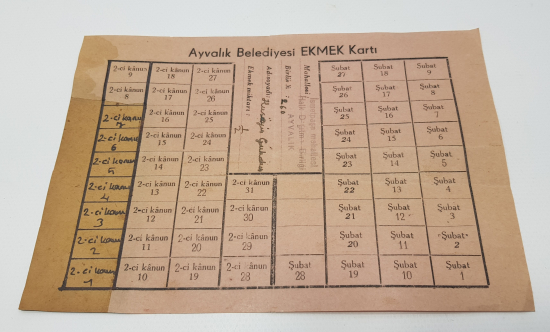 Ayvalık Belediyesi EKMEK Kartı
2-ci kânun 9
2-ci kânun 18
2-ci kânun 27
Şubat 27
Şubat 18
Şubat 9
2-ci kânun 8
2-ci kânun 17
2-ci kânun 26
Şubat 26
Şubat 17
Şubat 8
2-ci kânun 7
2-ci kânun 16
2-ci kânun 25
Şubat 25
Şubat 16
Şubat 7
2-ci kanun 6
2-ci kânun 15
2-ci kânun 24
Şubat 24
Şubat 15
Şubat 6
2-ci kanun 5
2-ci kânun 14
2-ci kânun 23
Şubat 23
Şubat 14
Şubat 5
2-ci kanun 4
2-ci kânun 13
2-ci kânun 22
2-ci kânun 31
Şubat 22
Şubat 13
Şubat 4
2-ci kanun 3
2-ci kânun 12
2-ci kânun 21
2-ci kânun 30
Şubat 21
Şubat 12
Şubat 3
2-ci kanun 2
2-ci kânun 11
2-ci kânun 20
2-ci kânun 29
Şubat 20
Şubat 11
Şubat 2
2-ci kanun 1
2-ci kânun 10
2-ci kânun 19
2-ci kânun 28
Şubat 28
Şubat 19
Şubat 10
Şubat 1
Mahallesi
AYVALIK
Birlik S. : 260
Adısoyadı Hüseyin
Ekmek miktarı : 1/2